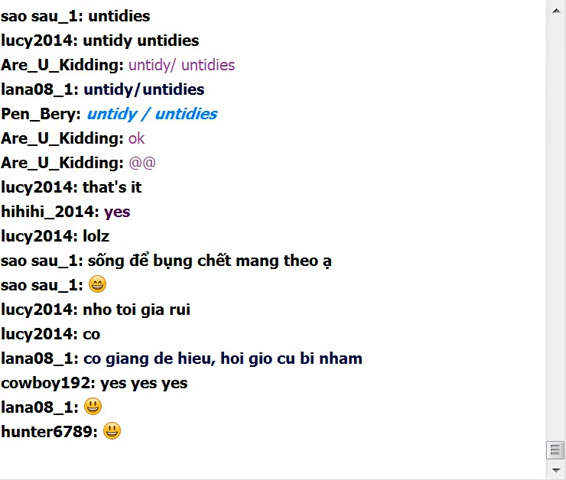 sao sau_1: untidies
lucy2014: untidy untidies
Are_U_Kidding: untidy/ untidies
lana08_1: untidy/untidies
Pen_Bery: untidy / untidies
Are_U_Kidding: ok
Are_U_Kidding: @@
lucy2014: that's it
hihihi_2014: yes
lucy2014: lolz
sao sau_1: sống để bụng chết mang theo ạ
sao sau_1: 😄
lucy2014: nho toi gia rui
lucy2014: co
lana08_1: co giang de hieu, hoi gio cu bi nham
cowboy192: yes yes yes
lana08_1: 😃
hunter6789: 😃